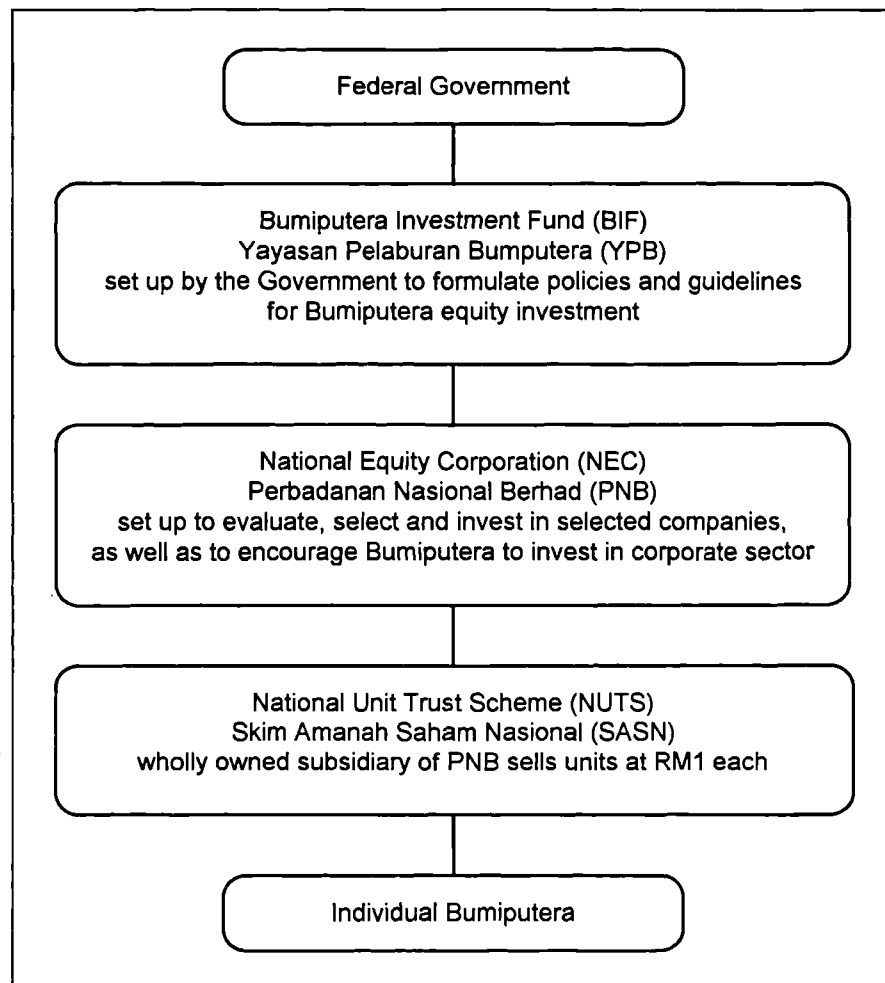 Federal Government
Bumiputera Investment Fund (BIF)
Yayasan Pelaburan Bumputera (YPB)
set up by the Government to formulate policies and guidelines
for Bumiputera equity investment
National Equity Corporation (NEC)
Perbadanan Nasional Berhad (PNB)
set up to evaluate, select and invest in selected companies,
as well as to encourage Bumiputera to invest in corporate sector
National Unit Trust Scheme (NUTS)
Skim Amanah Saham Nasional (SASN)
wholly owned subsidiary of PNB sells units at RM1 each
Individual Bumiputera